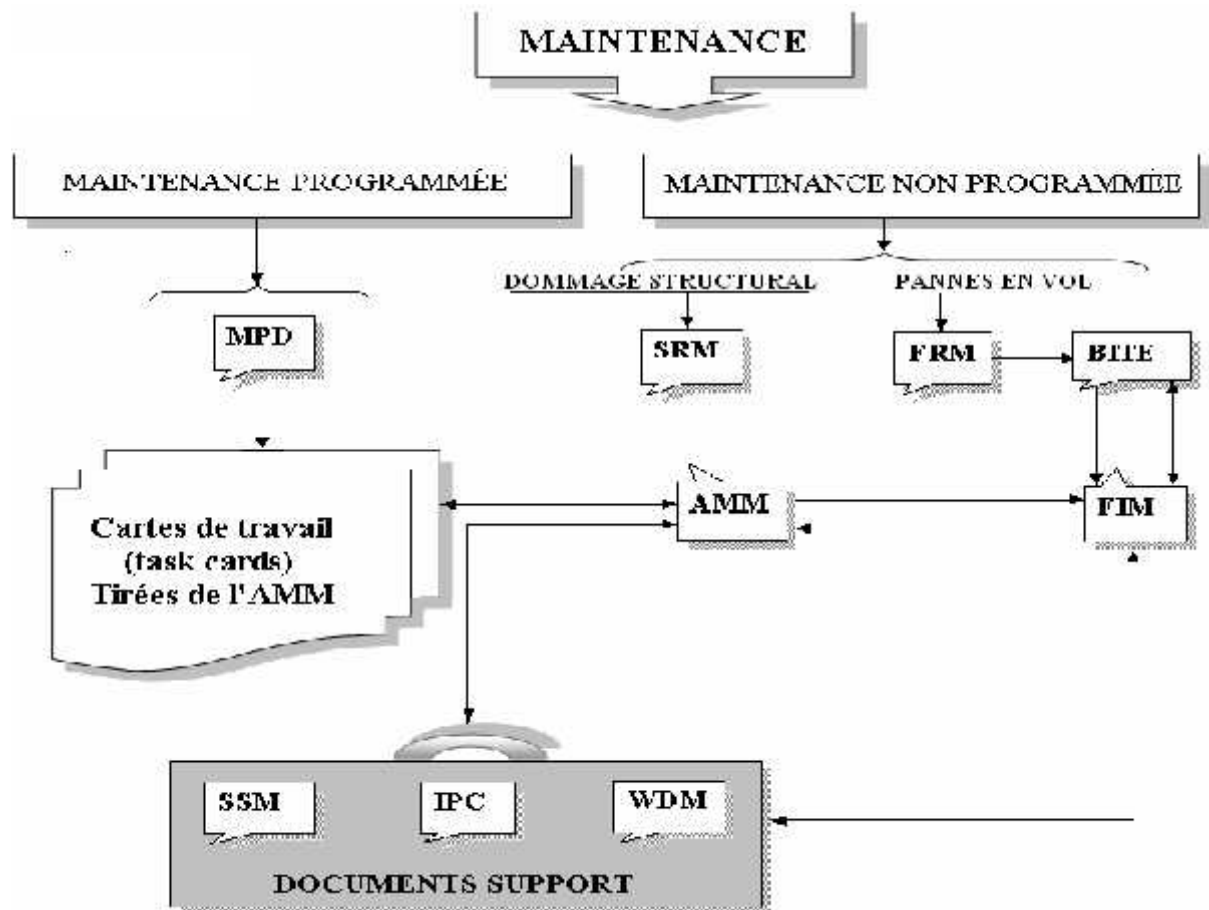 MAINTENANCE
MAINTENANCE PROGRAMMÉE
MAINTENANCE NON PROGRAMMÉE
DOMMAGE STRUCTURAL
PANNES EN VOL
MPD
SRM
FRM
BITE
Cartes de travail
(task cards)
Tirées de l'AMM
AMM
FIM
SSM
IPC
WDM
DOCUMENTS SUPPORT